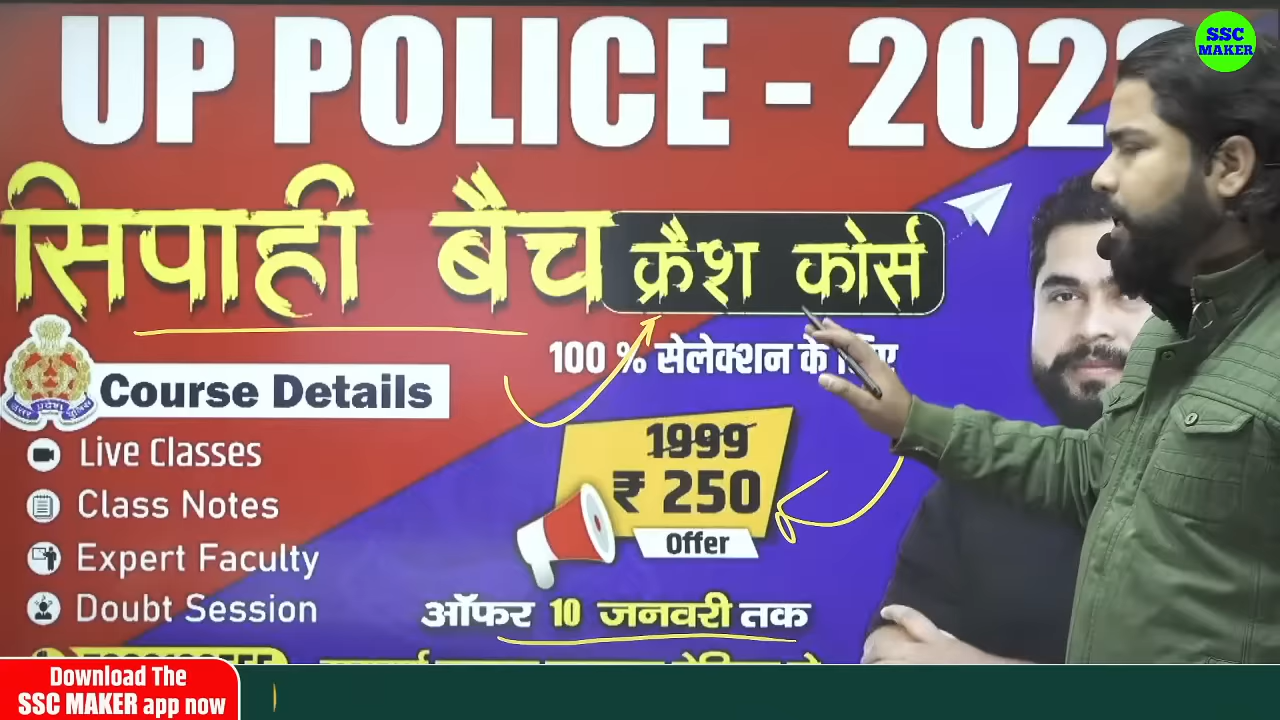 UP POLICE - 202
SSC
MAKER
सिपाही बैच क्रैश कोर्स
100 % सेलेक्शन के लिए
Course Details
Live Classes
Class Notes
Expert Faculty
Doubt Session
1999
₹ 250
Offer
ऑफर 10 जनवरी तक
Download The
SSC MAKER app now